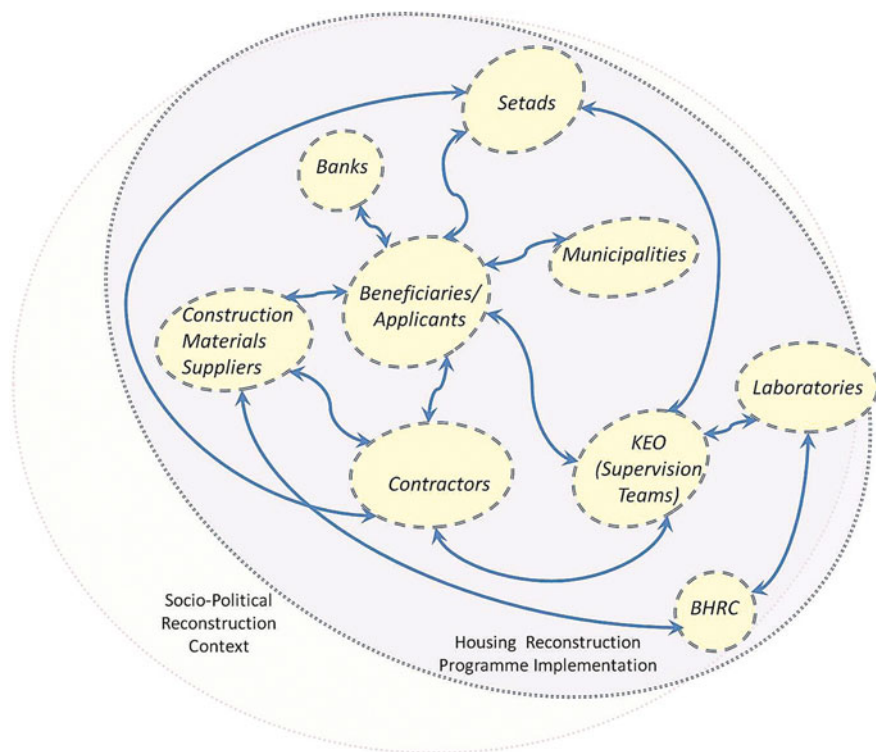 Setads
Banks
Municipalities
Beneficiaries/
Applicants
Construction
Materials
Suppliers
Laboratories
KEO
(Supervision
Teams)
Contractors
BHRC
Socio-Political
Reconstruction
Context
Housing Reconstruction
Programme Implementation